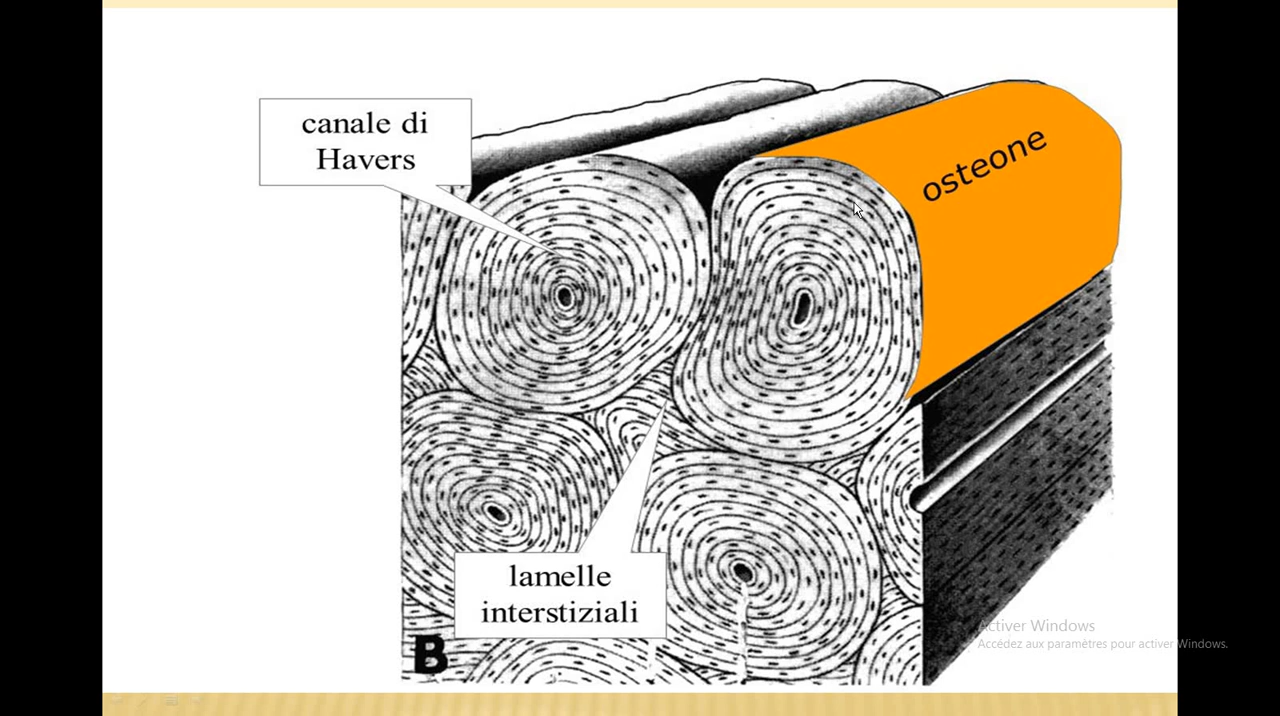 canale di
Havers
osteone
lamelle
interstiziali
B
Activer Windows
Accédez aux paramètres pour activer Windows.